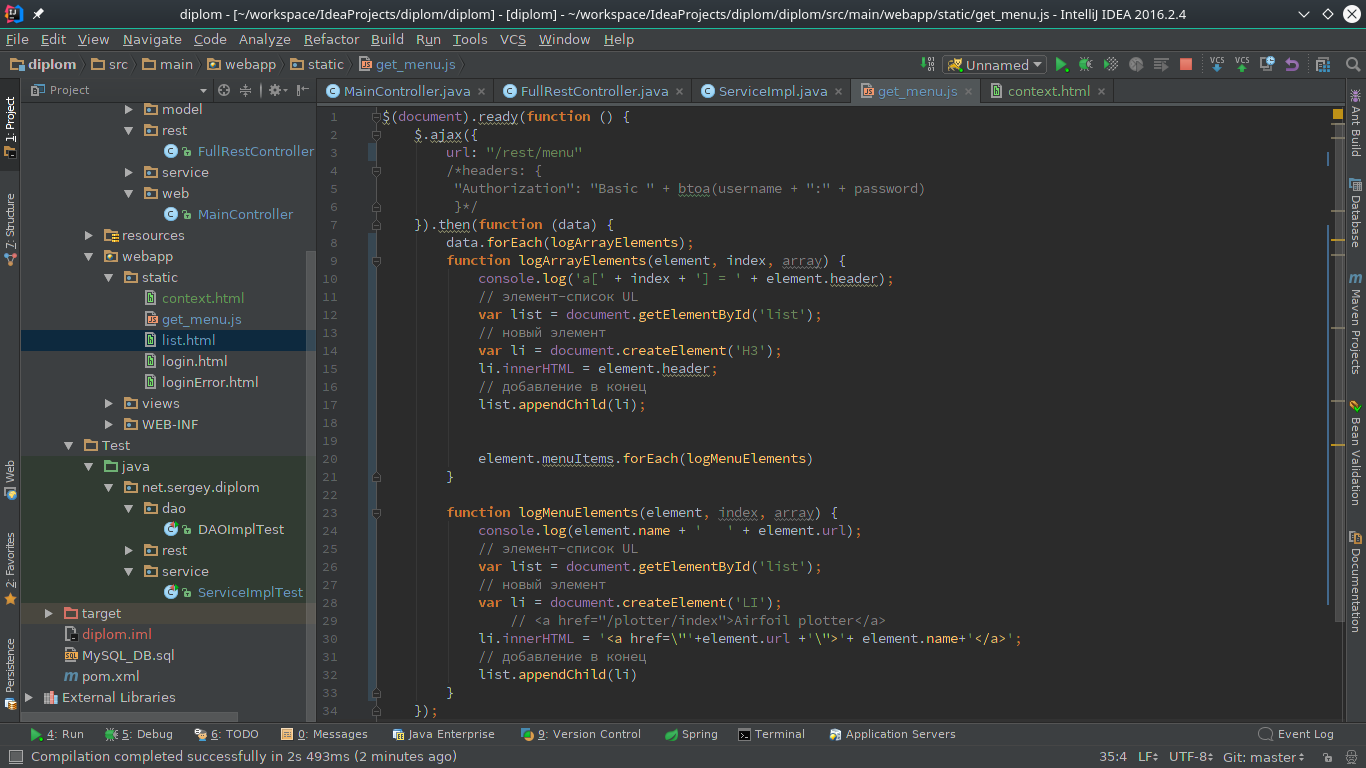 diplom - [~/workspace/IdeaProjects/diplom/diplom] - [diplom] - ~/workspace/IdeaProjects/diplom/diplom/src/main/webapp/static/get_menu.js - IntelliJ IDEA 2016.2.4
File Edit View Navigate Code Analyze Refactor Build Run Tools VCS Window Help
diplom src main webapp static get_menu.js Unnamed VCS VCS
Project
MainController.java FullRestController.java ServiceImpl.java get_menu.js context.html
1: Project
7: Structure
Web
2: Favorites
Persistence
model
rest
FullRestController
service
web
MainController
resources
webapp
static
context.html
get_menu.js
list.html
login.html
loginError.html
views
WEB-INF
Test
java
net.sergey.diplom
dao
DAOImplTest
rest
service
ServiceImplTest
target
diplom.iml
MySQL_DB.sql
pom.xml
External Libraries
1 $(document).ready(function () {
2 $.ajax({
3 url: "/rest/menu"
4 /*headers: {
5 "Authorization": "Basic " + btoa(username + ":" + password)
6 }*/
7 }).then(function (data) {
8 data.forEach(logArrayElements);
9 function logArrayElements(element, index, array) {
10 console.log('a[' + index + '] = ' + element.header);
11 // элемент-список UL
12 var list = document.getElementById('list');
13 // новый элемент
14 var li = document.createElement('H3');
15 li.innerHTML = element.header;
16 // добавление в конец
17 list.appendChild(li);
18
19
20 element.menuItems.forEach(logMenuElements)
21 }
22
23 function logMenuElements(element, index, array) {
24 console.log(element.name + '   ' + element.url);
25 // элемент-список UL
26 var list = document.getElementById('list');
27 // новый элемент
28 var li = document.createElement('LI');
29 // <a href="/plotter/index">Airfoil plotter</a>
30 li.innerHTML = '<a href=\"'+element.url +'\">'+ element.name+'</a>';
31 // добавление в конец
32 list.appendChild(li)
33 }
34 });
Ant Build
Database
Maven Projects
Bean Validation
Documentation
4: Run 5: Debug 6: TODO 0: Messages Java Enterprise 9: Version Control Spring Terminal Application Servers Event Log
Compilation completed successfully in 2s 493ms (2 minutes ago) 35:4 LF UTF-8 Git: master